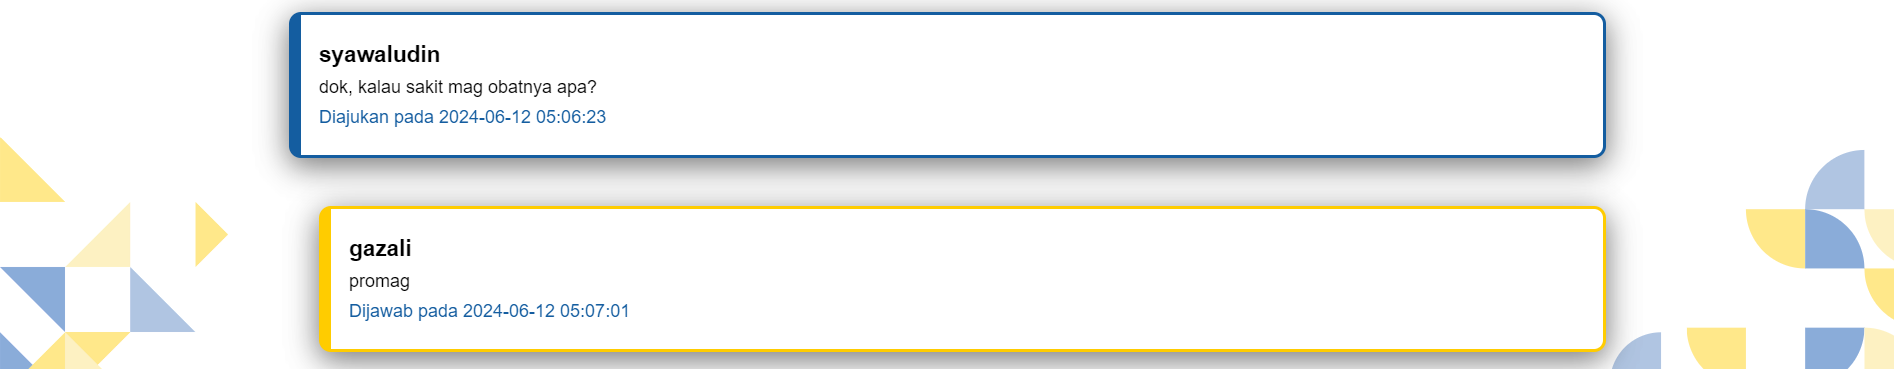 syawaludin
dok, kalau sakit mag obatnya apa?
Diajukan pada 2024-06-12 05:06:23
gazali
promag
Dijawab pada 2024-06-12 05:07:01